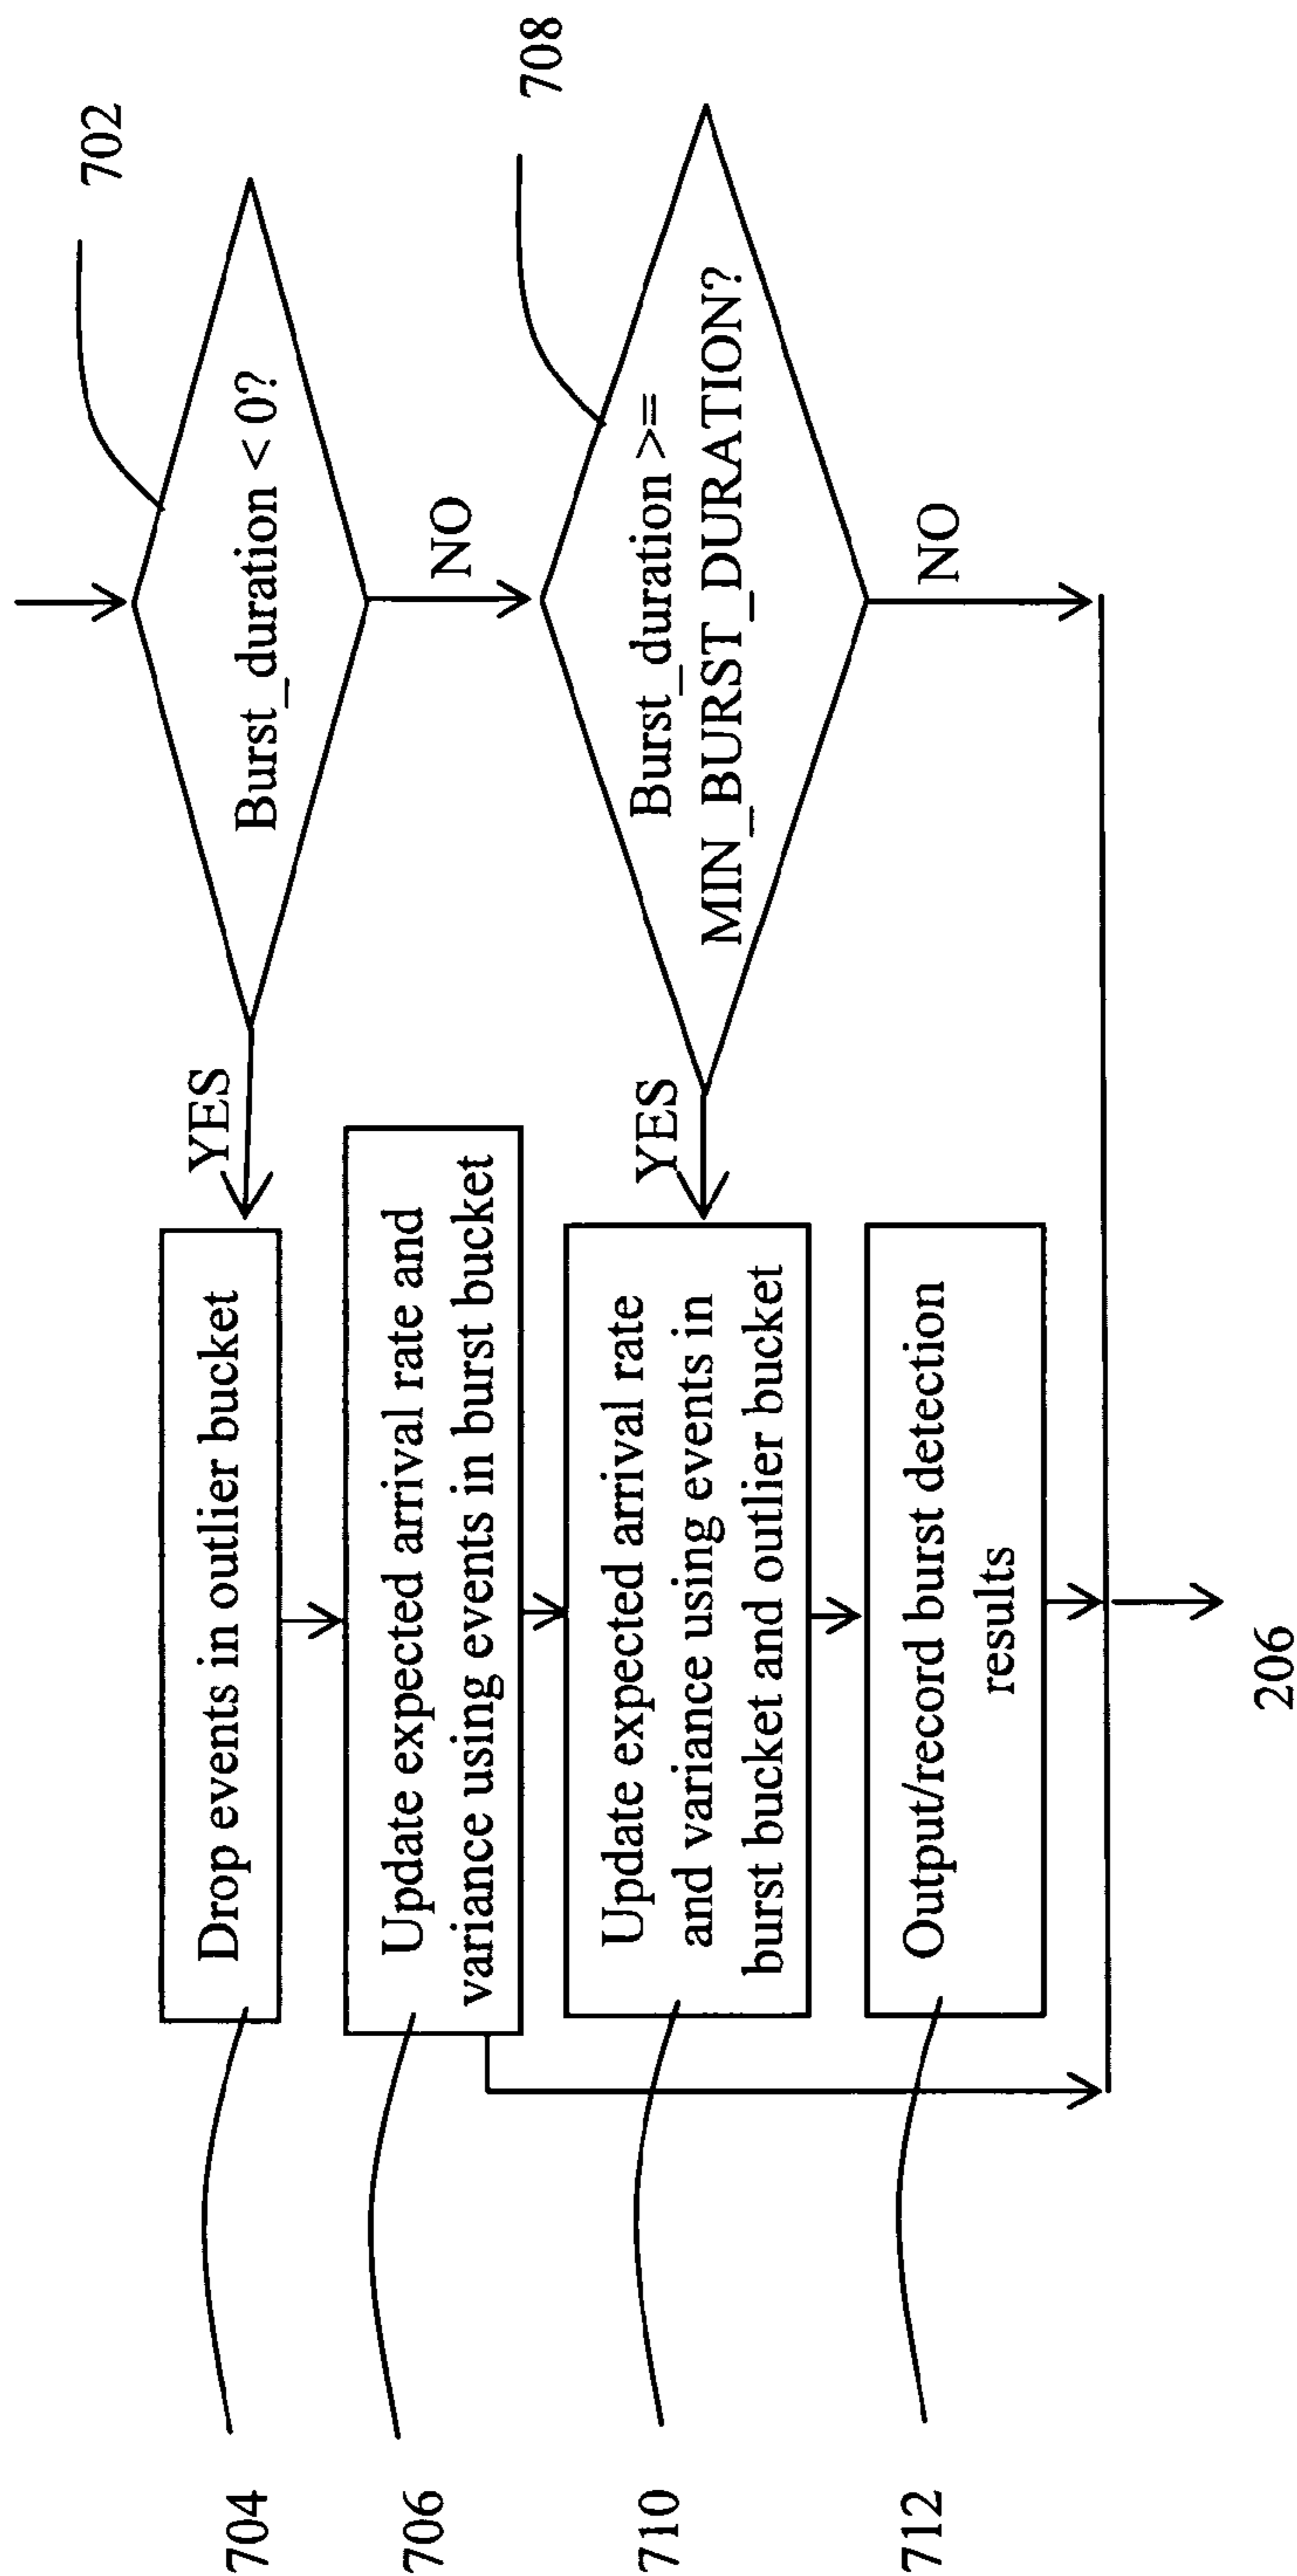 702
Burst_duration < 0?
YES
NO
704
Drop events in outlier bucket
706
Update expected arrival rate and
variance using events in burst bucket
708
Burst_duration >=
MIN_BURST_DURATION?
YES
NO
710
Update expected arrival rate
and variance using events in
burst bucket and outlier bucket
712
Output/record burst detection
results
206